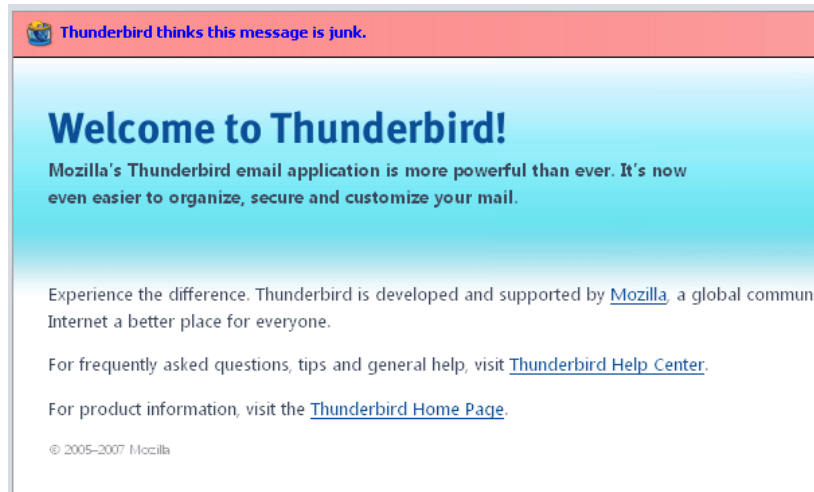 Thunderbird thinks this message is junk.
Welcome to Thunderbird!
Mozilla's Thunderbird email application is more powerful than ever. It's now
even easier to organize, secure and customize your mail.
Experience the difference. Thunderbird is developed and supported by Mozilla, a global commun
Internet a better place for everyone.
For frequently asked questions, tips and general help, visit Thunderbird Help Center.
For product information, visit the Thunderbird Home Page.
© 2005–2007 Mozilla